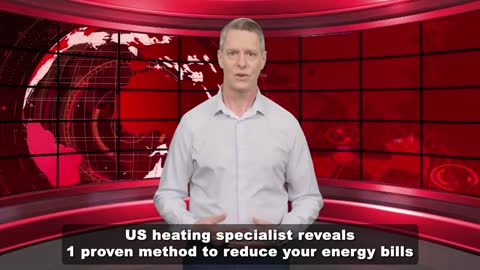 US heating specialist reveals
1 proven method to reduce your energy bills